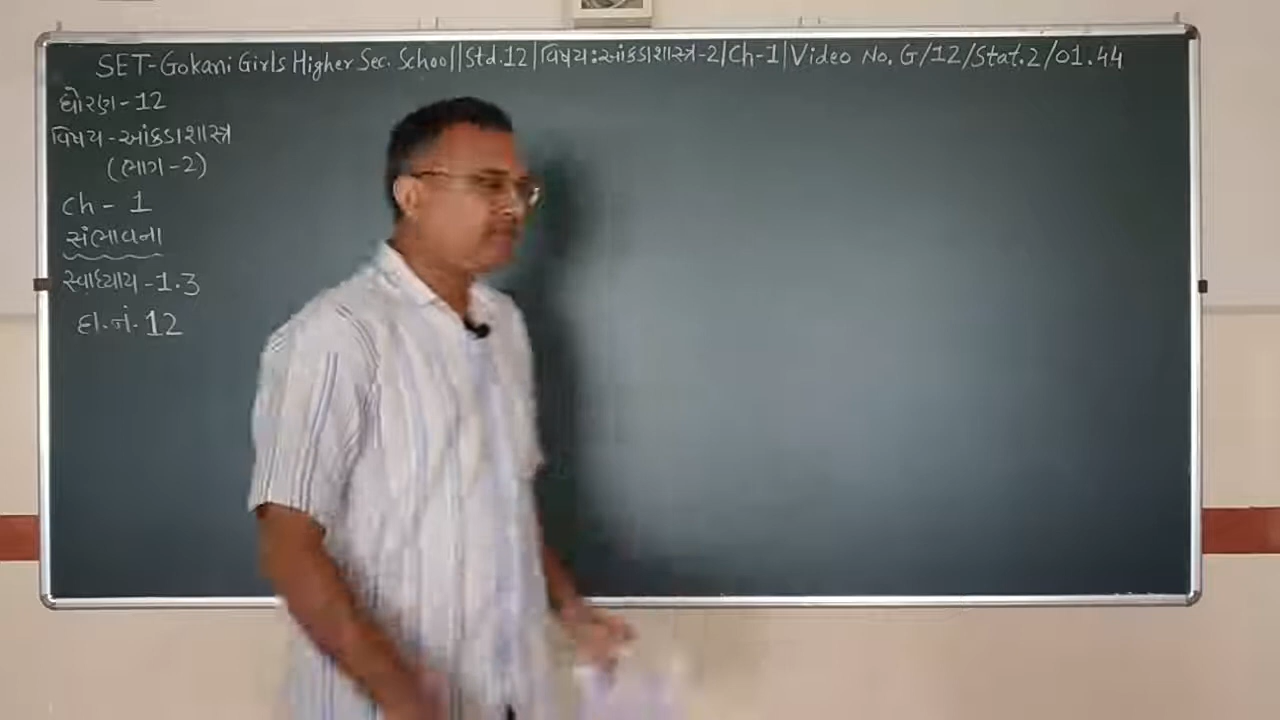 SET-Gokani Girls Higher Sec. School||Std.12|વિષય:આંકડાશાસ્ત્ર-2|Ch-1|Video No. G/12/Stat.2/01.44
ધોરણ-12
વિષય-આંકડાશાસ્ત્ર
(ભાગ-2)
Ch-1
સંભાવના
સ્વાધ્યાય-1.3
દા.નં.12